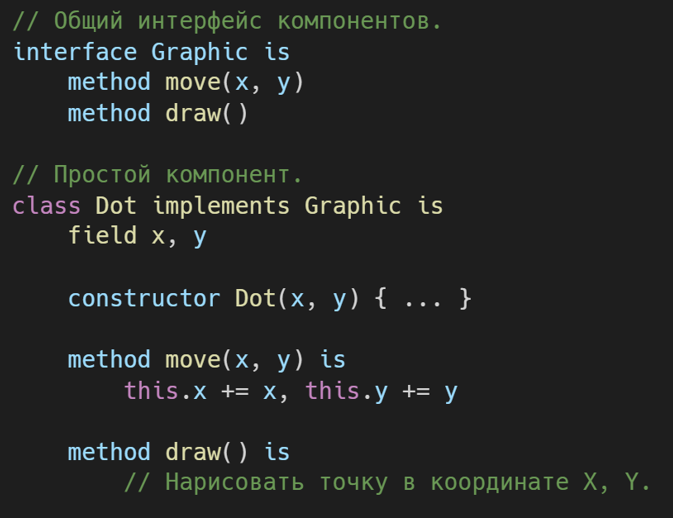 // Общий интерфейс компонентов.
interface Graphic is
    method move(x, y)
    method draw()

// Простой компонент.
class Dot implements Graphic is
    field x, y

    constructor Dot(x, y) { ... }

    method move(x, y) is
        this.x += x, this.y += y

    method draw() is
        // Нарисовать точку в координате X, Y.